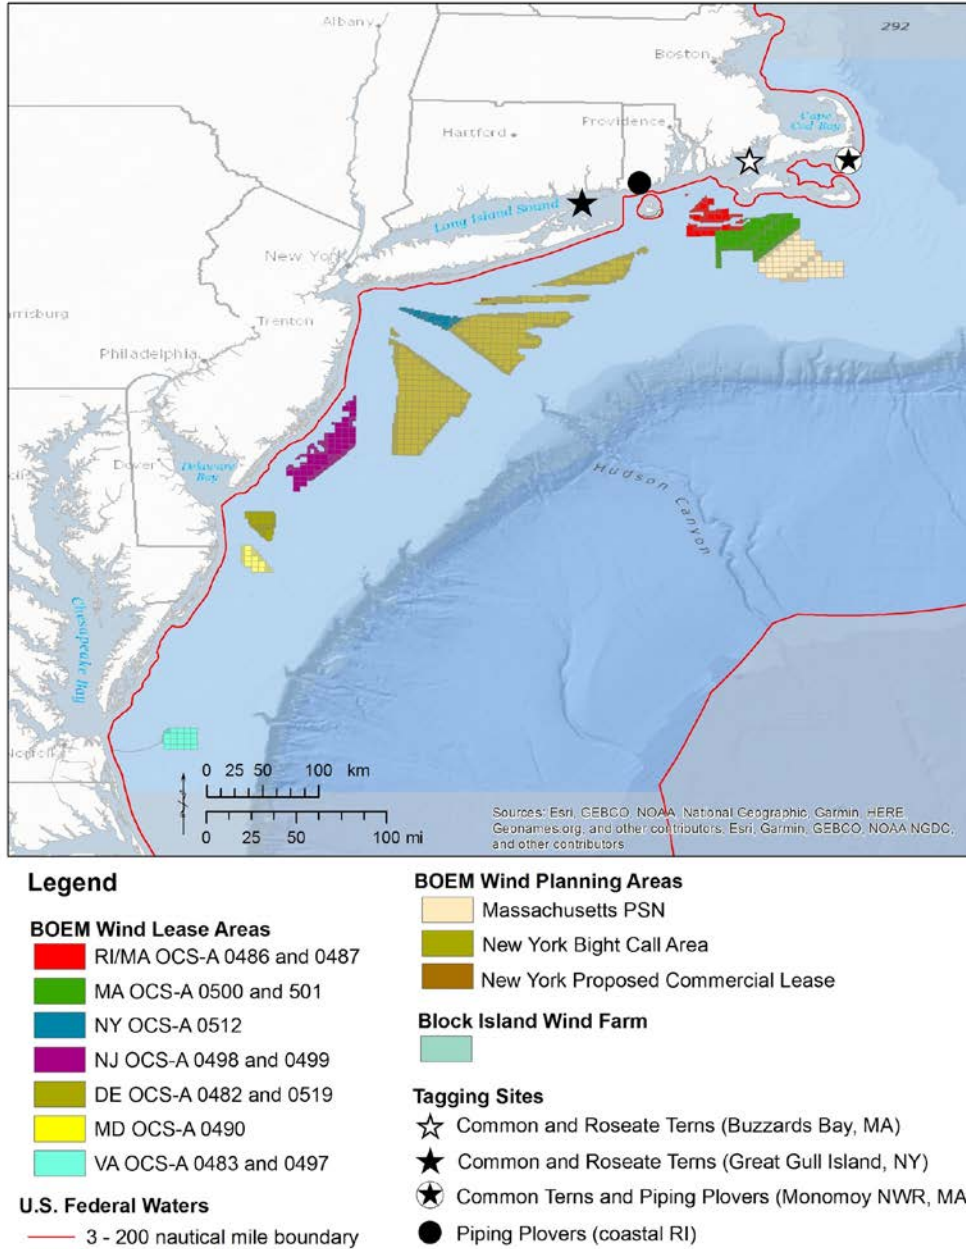 Albany
292
Boston
Cape
Cod Bay
Hartford
Providence
Long Island Sound
New York
rrisburg
Trenton
Philadelphia
Dover
Delaware
Bay
Hudson Canyon
Chesapeake
Bay
Norfolk
0 25 50 100 km
0 50 100 mi
Sources: Esri, GEBCO, NOAA, National Geographic, Garmin, HERE,
Geonames.org, and other contributors, Esri, Garmin, GEBCO, NOAA NGDC,
and other contributors
Legend
BOEM Wind Lease Areas
RI/MA OCS-A 0486 and 0487
MA OCS-A 0500 and 501
NY OCS-A 0512
NJ OCS-A 0498 and 0499
DE OCS-A 0482 and 0519
MD OCS-A 0490
VA OCS-A 0483 and 0497
U.S. Federal Waters
3 - 200 nautical mile boundary
BOEM Wind Planning Areas
Massachusetts PSN
New York Bight Call Area
New York Proposed Commercial Lease
Block Island Wind Farm
Tagging Sites
Common and Roseate Terns (Buzzards Bay, MA)
Common and Roseate Terns (Great Gull Island, NY)
Common Terns and Piping Plovers (Monomoy NWR, MA
Piping Plovers (coastal RI)